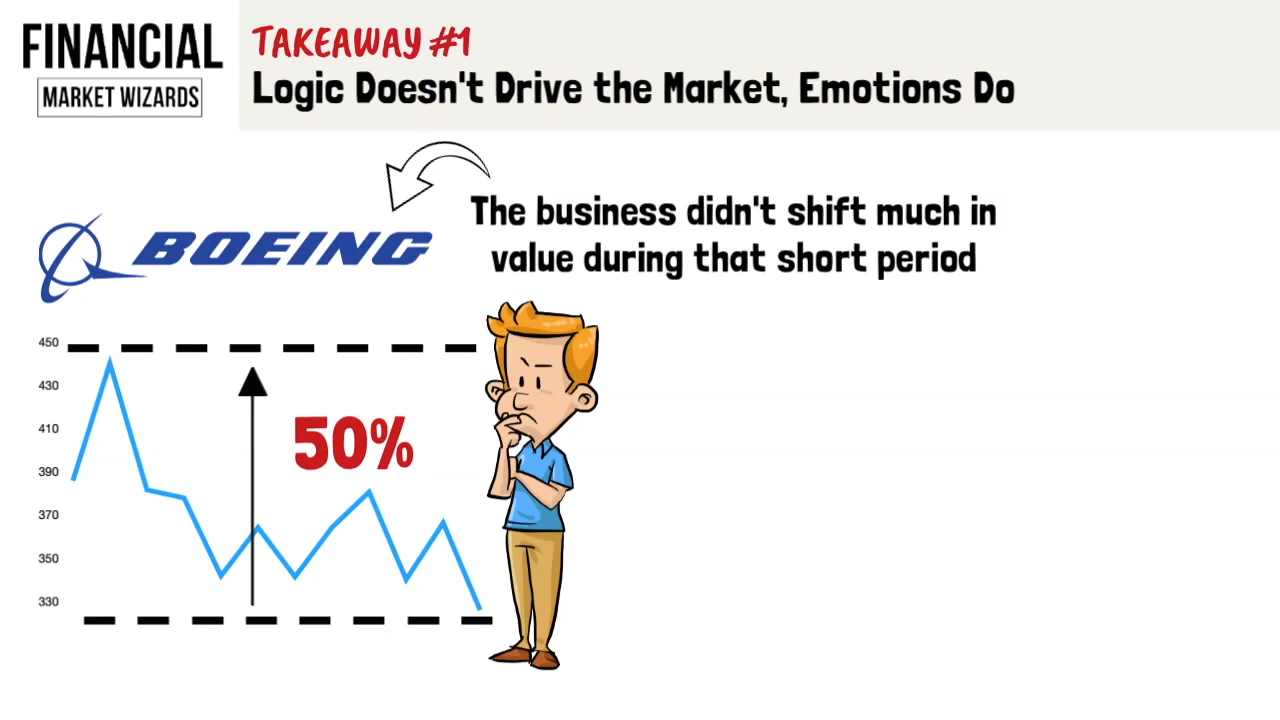 FINANCIAL
MARKET WIZARDS
TAKEAWAY #1
Logic Doesn't Drive the Market, Emotions Do
The business didn't shift much in
value during that short period
BOEING
450
430
410
390
370
350
330
50%